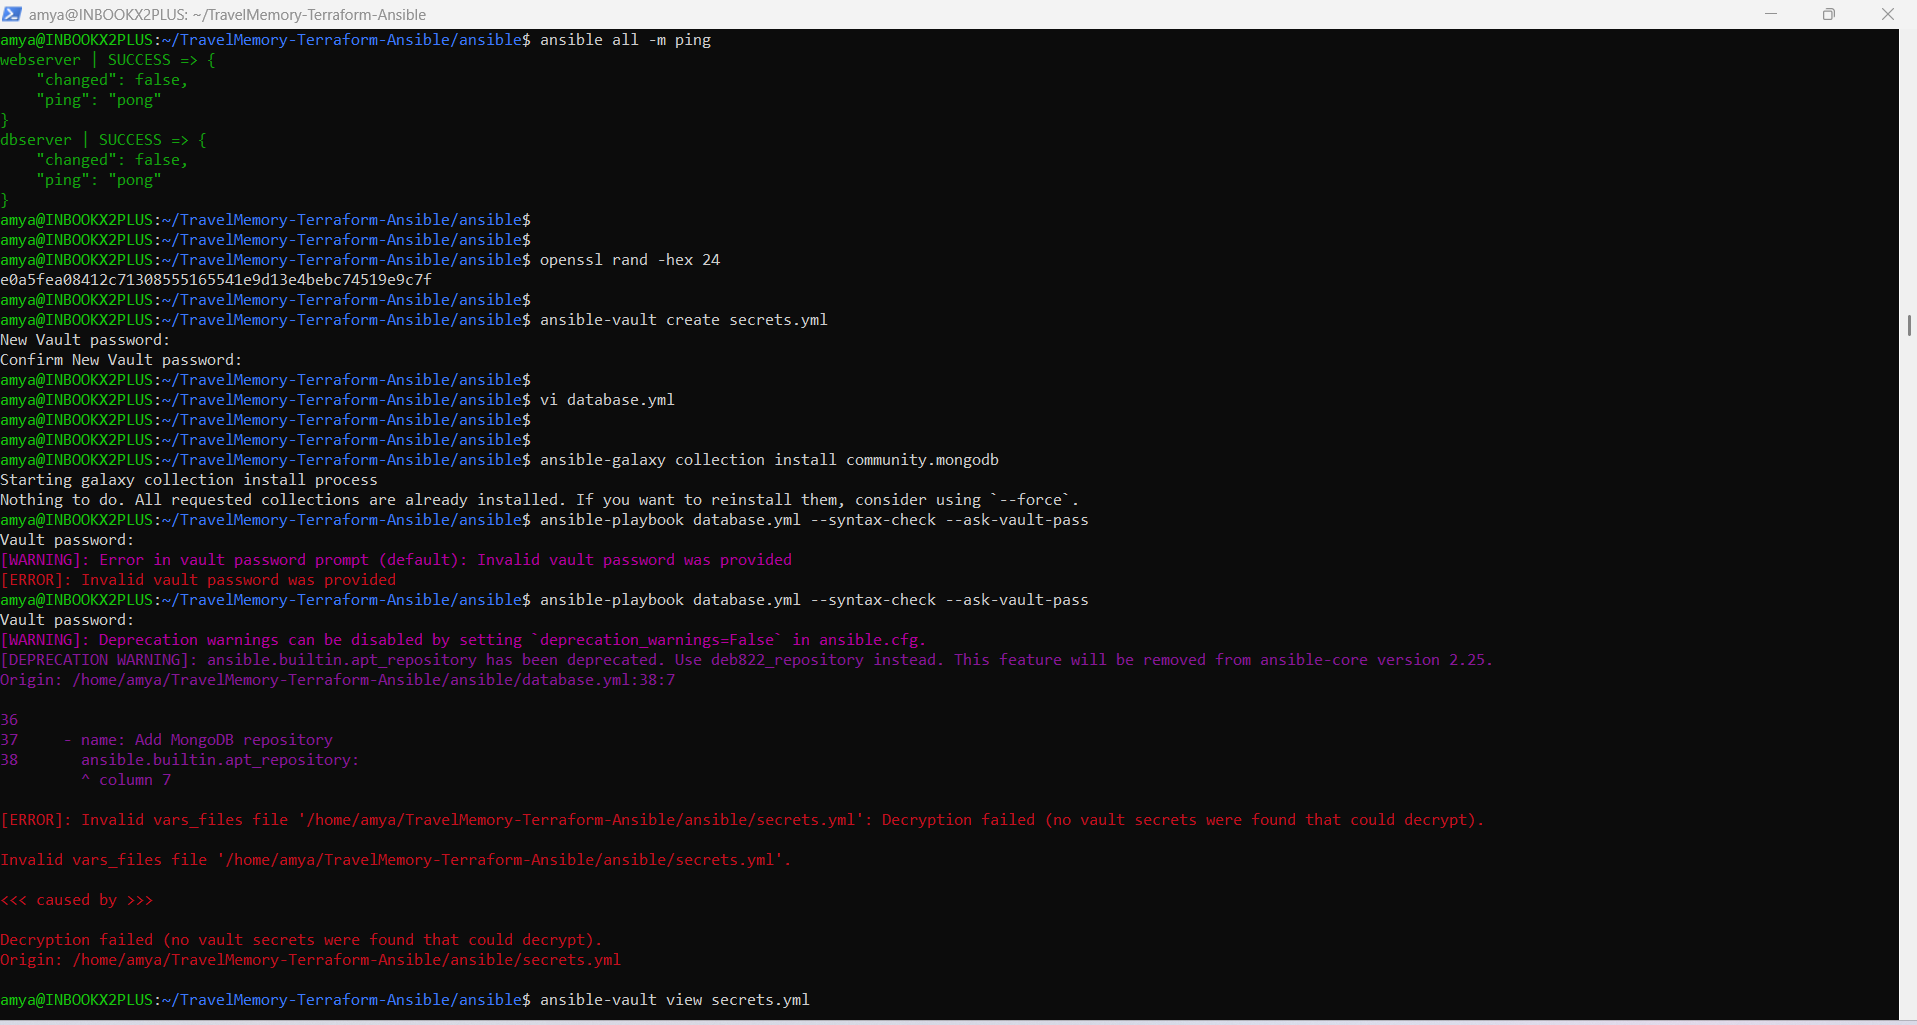 amya@INBOOKX2PLUS: ~/TravelMemory-Terraform-Ansible
amya@INBOOKX2PLUS:~/TravelMemory-Terraform-Ansible/ansible$ ansible all -m ping
webserver | SUCCESS => {
    "changed": false,
    "ping": "pong"
}
dbserver | SUCCESS => {
    "changed": false,
    "ping": "pong"
}
amya@INBOOKX2PLUS:~/TravelMemory-Terraform-Ansible/ansible$
amya@INBOOKX2PLUS:~/TravelMemory-Terraform-Ansible/ansible$
amya@INBOOKX2PLUS:~/TravelMemory-Terraform-Ansible/ansible$ openssl rand -hex 24
e0a5fea08412c71308555165541e9d13e4bebc74519e9c7f
amya@INBOOKX2PLUS:~/TravelMemory-Terraform-Ansible/ansible$
amya@INBOOKX2PLUS:~/TravelMemory-Terraform-Ansible/ansible$ ansible-vault create secrets.yml
New Vault password:
Confirm New Vault password:
amya@INBOOKX2PLUS:~/TravelMemory-Terraform-Ansible/ansible$
amya@INBOOKX2PLUS:~/TravelMemory-Terraform-Ansible/ansible$ vi database.yml
amya@INBOOKX2PLUS:~/TravelMemory-Terraform-Ansible/ansible$
amya@INBOOKX2PLUS:~/TravelMemory-Terraform-Ansible/ansible$
amya@INBOOKX2PLUS:~/TravelMemory-Terraform-Ansible/ansible$ ansible-galaxy collection install community.mongodb
Starting galaxy collection install process
Nothing to do. All requested collections are already installed. If you want to reinstall them, consider using `--force`.
amya@INBOOKX2PLUS:~/TravelMemory-Terraform-Ansible/ansible$ ansible-playbook database.yml --syntax-check --ask-vault-pass
Vault password:
[WARNING]: Error in vault password prompt (default): Invalid vault password was provided
[ERROR]: Invalid vault password was provided
amya@INBOOKX2PLUS:~/TravelMemory-Terraform-Ansible/ansible$ ansible-playbook database.yml --syntax-check --ask-vault-pass
Vault password:
[WARNING]: Deprecation warnings can be disabled by setting `deprecation_warnings=False` in ansible.cfg.
[DEPRECATION WARNING]: ansible.builtin.apt_repository has been deprecated. Use deb822_repository instead. This feature will be removed from ansible-core version 2.25.
Origin: /home/amya/TravelMemory-Terraform-Ansible/ansible/database.yml:38:7
36
37     - name: Add MongoDB repository
38       ansible.builtin.apt_repository:
         ^ column 7
[ERROR]: Invalid vars_files file '/home/amya/TravelMemory-Terraform-Ansible/ansible/secrets.yml': Decryption failed (no vault secrets were found that could decrypt).
Invalid vars_files file '/home/amya/TravelMemory-Terraform-Ansible/ansible/secrets.yml'.
<<< caused by >>>
Decryption failed (no vault secrets were found that could decrypt).
Origin: /home/amya/TravelMemory-Terraform-Ansible/ansible/secrets.yml
amya@INBOOKX2PLUS:~/TravelMemory-Terraform-Ansible/ansible$ ansible-vault view secrets.yml